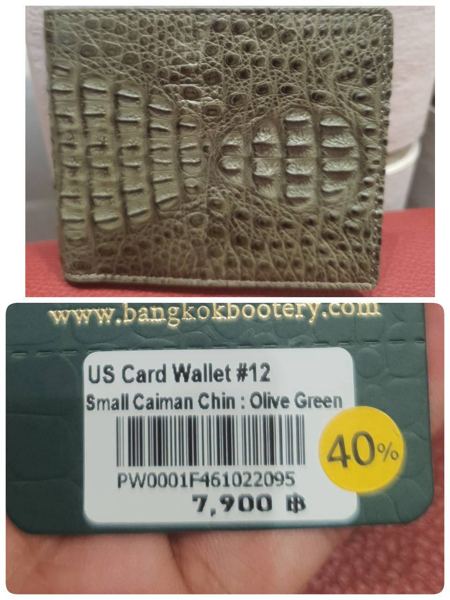 www.bangkokbootery.com
US Card Wallet #12
Small Caiman Chin : Olive Green
PW0001F461022095
40%
7,900 ฿